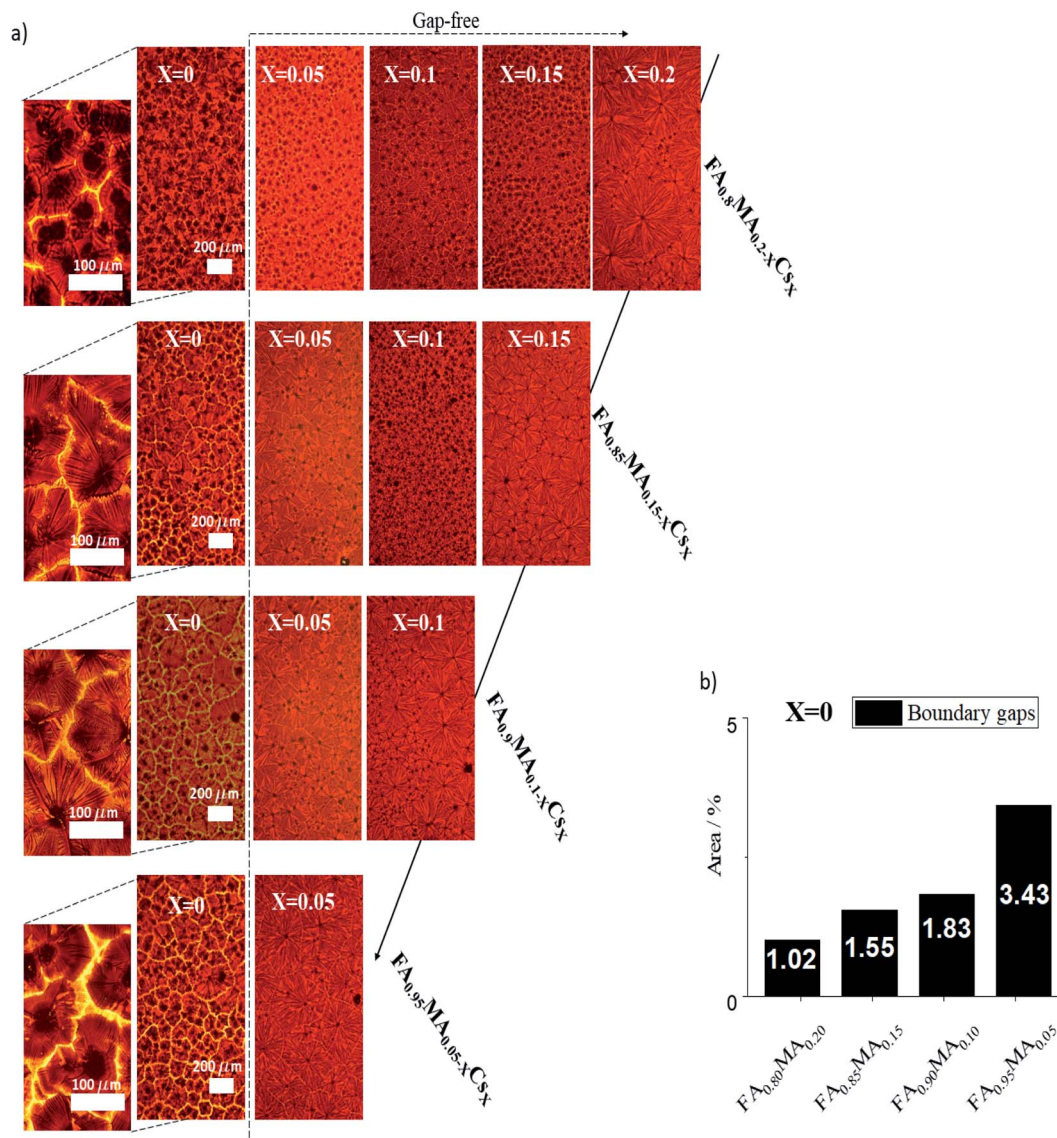 a)
Gap-free
X=0
X=0.05
X=0.1
X=0.15
X=0.2
100 μm
200 μm
FA0.8MA0.2-XCsX
X=0
X=0.05
X=0.1
X=0.15
100 μm
200 μm
FA0.85MA0.15-XCsX
X=0
X=0.05
X=0.1
100 μm
200 μm
FA0.9MA0.1-XCsX
X=0
X=0.05
100 μm
200 μm
FA0.95MA0.05-XCsX
b)
X=0
Boundary gaps
5
Area / %
0
1.02
1.55
1.83
3.43
FA0.80MA0.20
FA0.85MA0.15
FA0.90MA0.10
FA0.95MA0.05